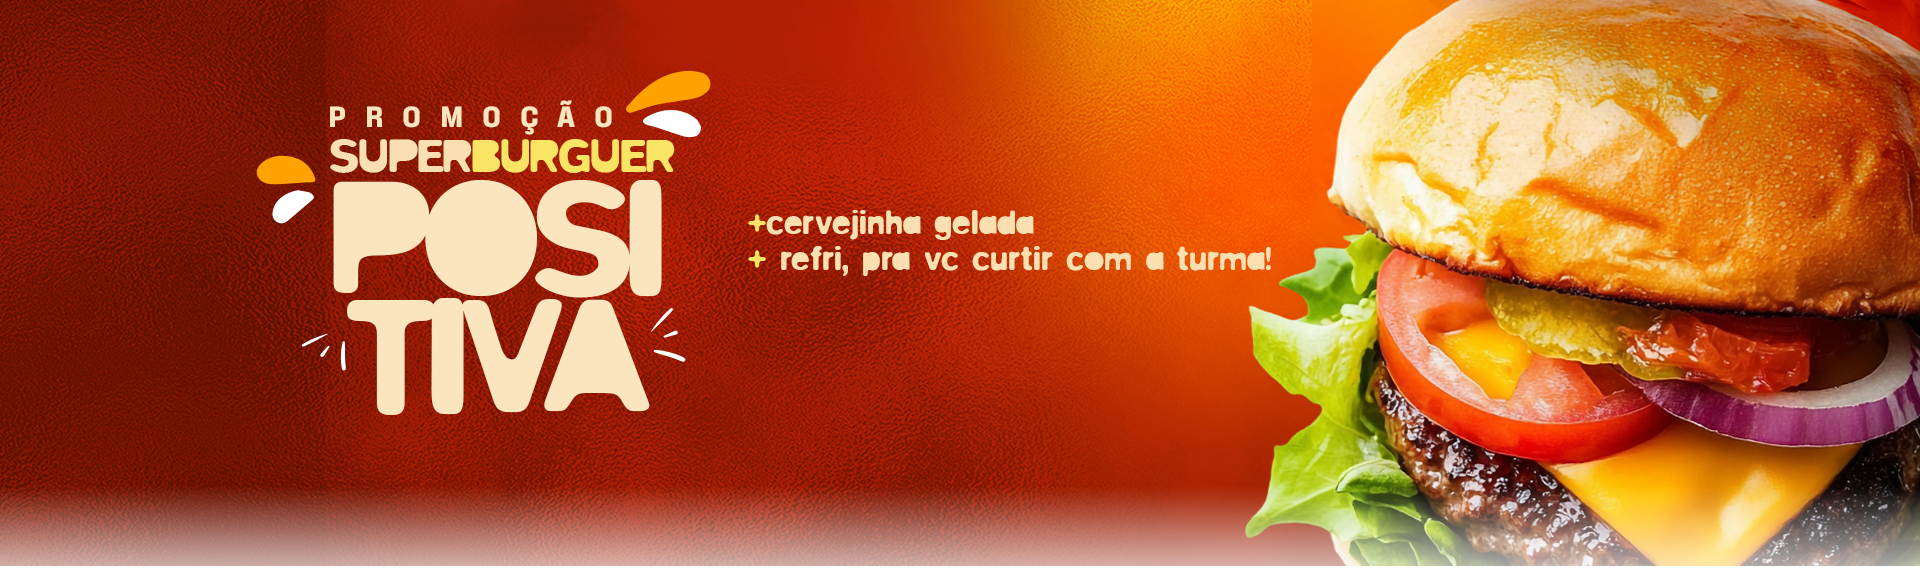 PROMOÇÃO
SUPERBURGUER
POSI
TIVA
+cervejinha gelada
+ refri, pra vc curtir com a turma!